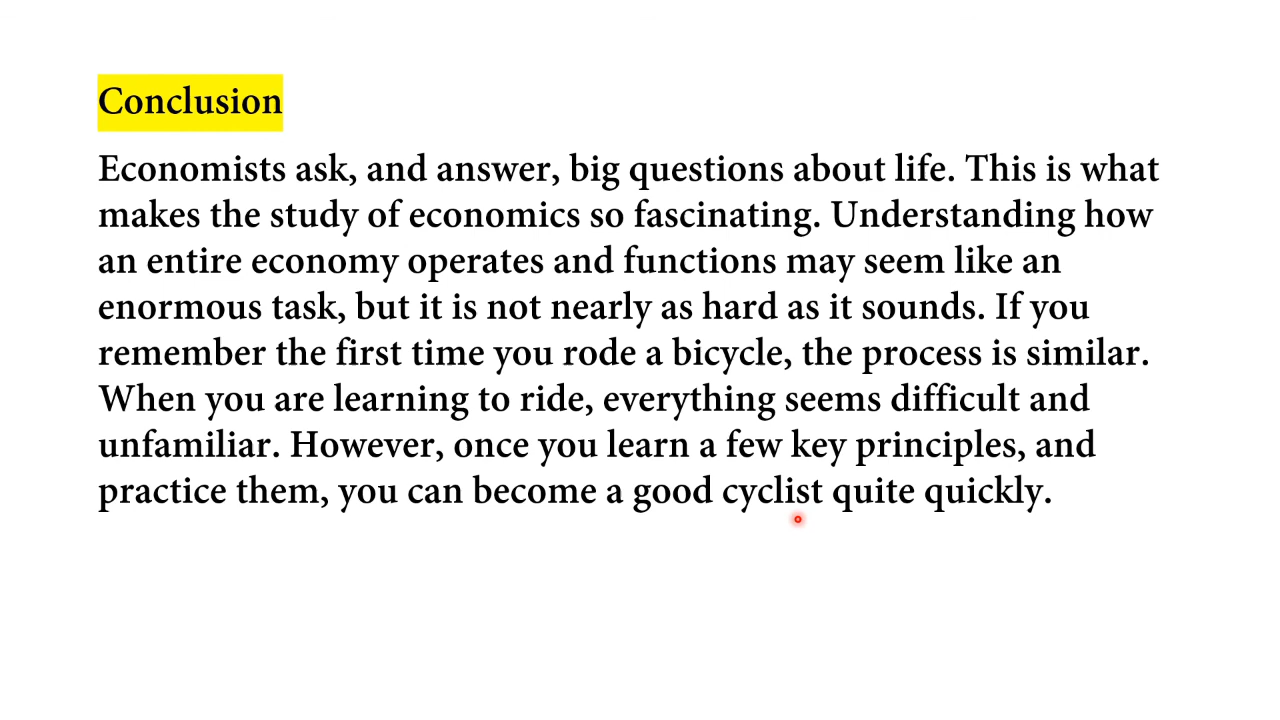 Conclusion
Economists ask, and answer, big questions about life. This is what
makes the study of economics so fascinating. Understanding how
an entire economy operates and functions may seem like an
enormous task, but it is not nearly as hard as it sounds. If you
remember the first time you rode a bicycle, the process is similar.
When you are learning to ride, everything seems difficult and
unfamiliar. However, once you learn a few key principles, and
practice them, you can become a good cyclist quite quickly.